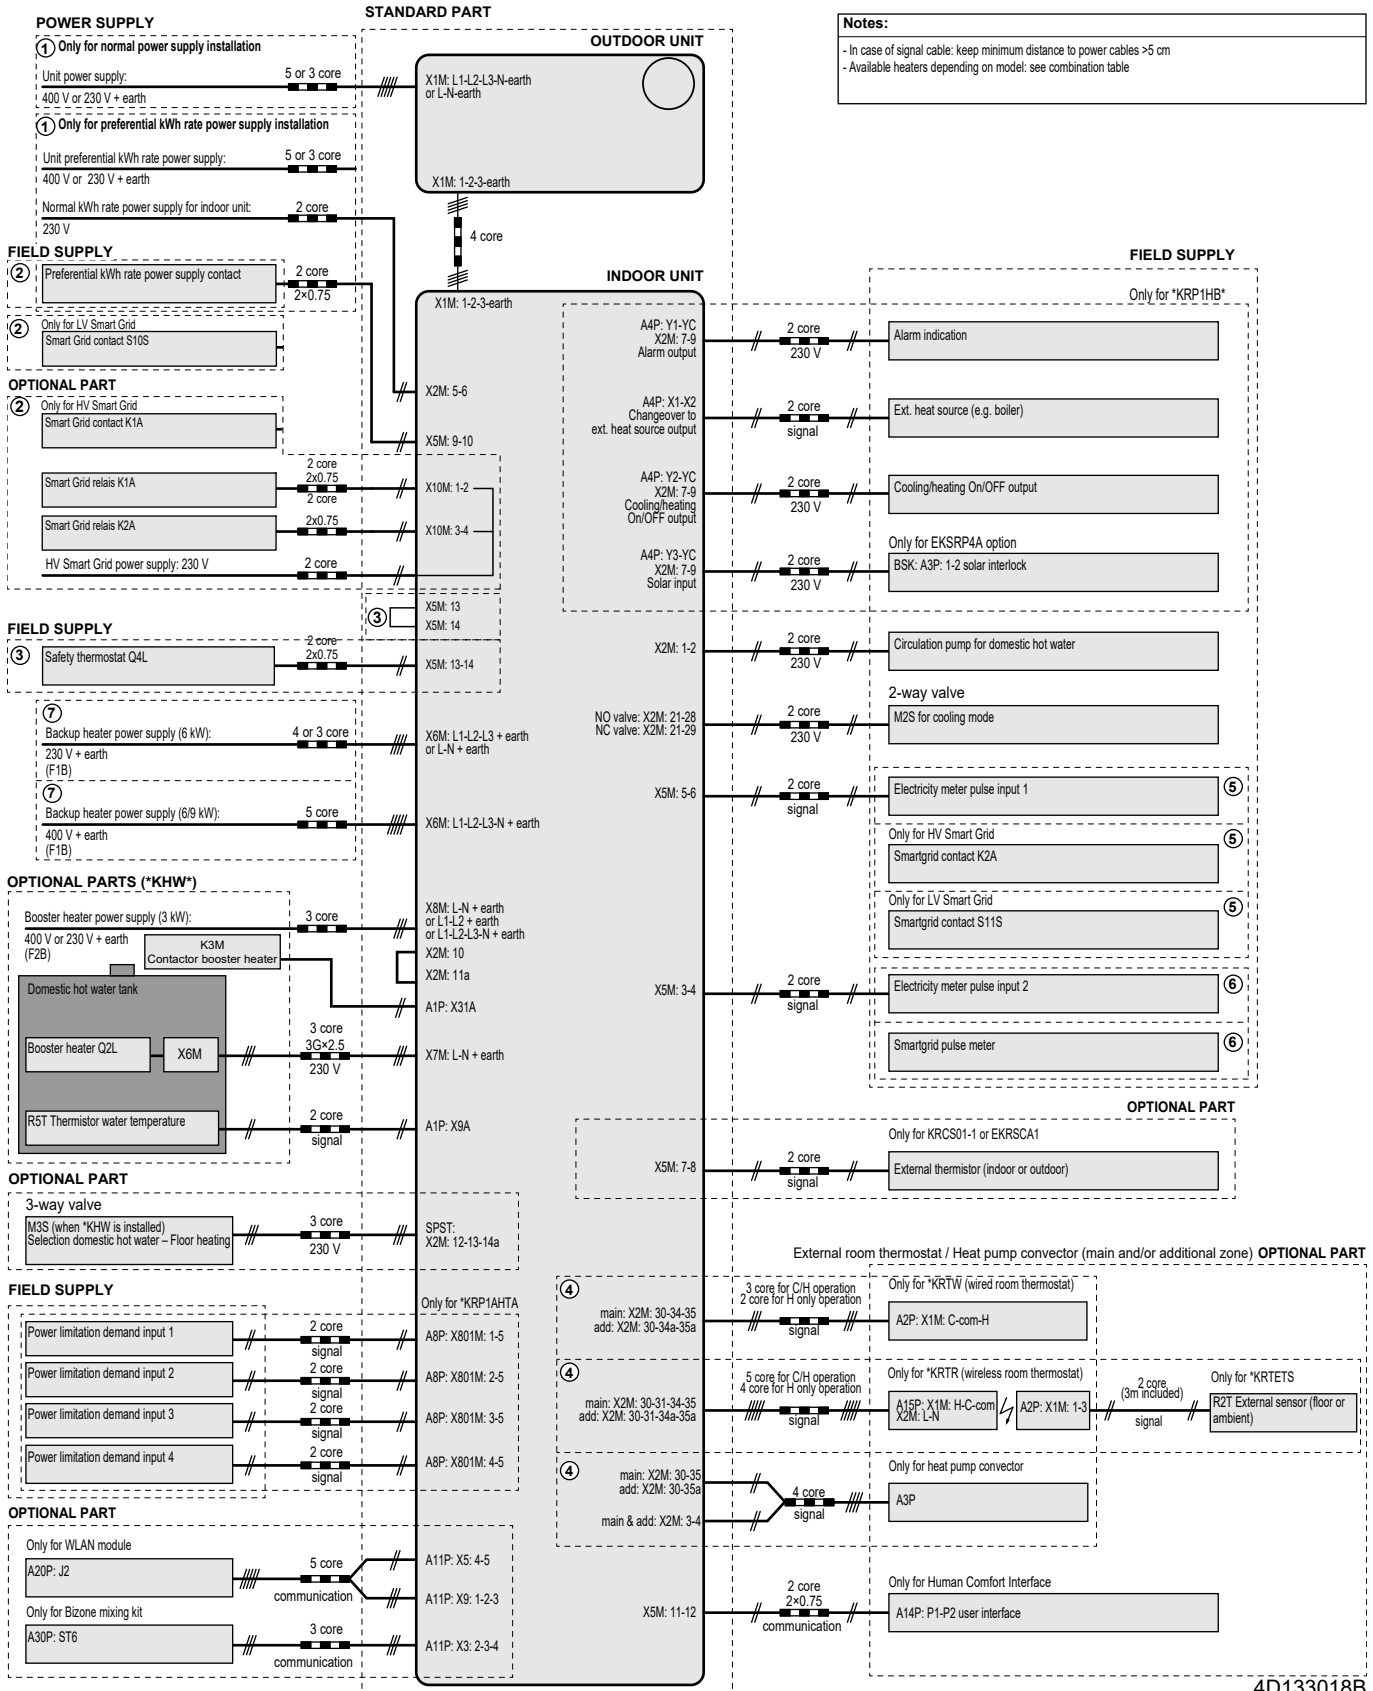 POWER SUPPLY
① Only for normal power supply installation
Unit power supply:
5 or 3 core
400 V or 230 V + earth
① Only for preferential kWh rate power supply installation
Unit preferential kWh rate power supply:
5 or 3 core
400 V or 230 V + earth
Normal kWh rate power supply for indoor unit:
2 core
230 V
FIELD SUPPLY
② Preferential kWh rate power supply contact
2 core
2×0.75
② Only for LV Smart Grid
Smart Grid contact S10S
OPTIONAL PART
② Only for HV Smart Grid
Smart Grid contact K1A
Smart Grid relais K1A
2 core
2x0.75
2 core
Smart Grid relais K2A
2x0.75
HV Smart Grid power supply: 230 V
2 core
FIELD SUPPLY
③ Safety thermostat Q4L
2 core
2x0.75
⑦
Backup heater power supply (6 kW):
4 or 3 core
230 V + earth
(F1B)
⑦
Backup heater power supply (6/9 kW):
5 core
400 V + earth
(F1B)
OPTIONAL PARTS (*KHW*)
Booster heater power supply (3 kW):
3 core
400 V or 230 V + earth
(F2B)
K3M
Contactor booster heater
Domestic hot water tank
Booster heater Q2L
X6M
3 core
3G×2.5
230 V
R5T Thermistor water temperature
2 core
signal
OPTIONAL PART
3-way valve
M3S (when *KHW is installed)
Selection domestic hot water – Floor heating
3 core
230 V
FIELD SUPPLY
Power limitation demand input 1
2 core
signal
Power limitation demand input 2
2 core
signal
Power limitation demand input 3
2 core
signal
Power limitation demand input 4
2 core
signal
OPTIONAL PART
Only for WLAN module
A20P: J2
5 core
communication
Only for Bizone mixing kit
A30P: ST6
3 core
communication
STANDARD PART
OUTDOOR UNIT
X1M: L1-L2-L3-N-earth
or L-N-earth
X1M: 1-2-3-earth
4 core
INDOOR UNIT
X1M: 1-2-3-earth
X2M: 5-6
X5M: 9-10
X10M: 1-2
X10M: 3-4
③
X5M: 13
X5M: 14
X5M: 13-14
X6M: L1-L2-L3 + earth
or L-N + earth
X6M: L1-L2-L3-N + earth
X8M: L-N + earth
or L1-L2 + earth
or L1-L2-L3-N + earth
X2M: 10
X2M: 11a
A1P: X31A
X7M: L-N + earth
A1P: X9A
SPST:
X2M: 12-13-14a
Only for *KRP1AHTA
A8P: X801M: 1-5
A8P: X801M: 2-5
A8P: X801M: 3-5
A8P: X801M: 4-5
A11P: X5: 4-5
A11P: X9: 1-2-3
A11P: X3: 2-3-4
Notes:
- In case of signal cable: keep minimum distance to power cables >5 cm
- Available heaters depending on model: see combination table
FIELD SUPPLY
Only for *KRP1HB*
A4P: Y1-YC
X2M: 7-9
Alarm output
2 core
230 V
Alarm indication
A4P: X1-X2
Changeover to
ext. heat source output
2 core
signal
Ext. heat source (e.g. boiler)
A4P: Y2-YC
X2M: 7-9
Cooling/heating
On/OFF output
2 core
230 V
Cooling/heating On/OFF output
Only for EKSRP4A option
A4P: Y3-YC
X2M: 7-9
Solar input
2 core
230 V
BSK: A3P: 1-2 solar interlock
X2M: 1-2
2 core
230 V
Circulation pump for domestic hot water
2-way valve
NO valve: X2M: 21-28
NC valve: X2M: 21-29
2 core
230 V
M2S for cooling mode
X5M: 5-6
2 core
signal
Electricity meter pulse input 1 ⑤
Only for HV Smart Grid
Smartgrid contact K2A ⑤
Only for LV Smart Grid
Smartgrid contact S11S ⑤
X5M: 3-4
2 core
signal
Electricity meter pulse input 2 ⑥
Smartgrid pulse meter ⑥
OPTIONAL PART
Only for KRCS01-1 or EKRSCA1
X5M: 7-8
2 core
signal
External thermistor (indoor or outdoor)
External room thermostat / Heat pump convector (main and/or additional zone) OPTIONAL PART
④
main: X2M: 30-34-35
add: X2M: 30-34a-35a
3 core for C/H operation
2 core for H only operation
signal
Only for *KRTW (wired room thermostat)
A2P: X1M: C-com-H
④
main: X2M: 30-31-34-35
add: X2M: 30-31-34a-35a
5 core for C/H operation
4 core for H only operation
signal
Only for *KRTR (wireless room thermostat)
A15P: X1M: H-C-com
X2M: L-N
A2P: X1M: 1-3
2 core
(3m included)
signal
Only for *KRTETS
R2T External sensor (floor or
ambient)
④
main: X2M: 30-35
add: X2M: 30-35a
main & add: X2M: 3-4
4 core
signal
Only for heat pump convector
A3P
X5M: 11-12
2 core
2×0.75
communication
Only for Human Comfort Interface
A14P: P1-P2 user interface
4D133018B